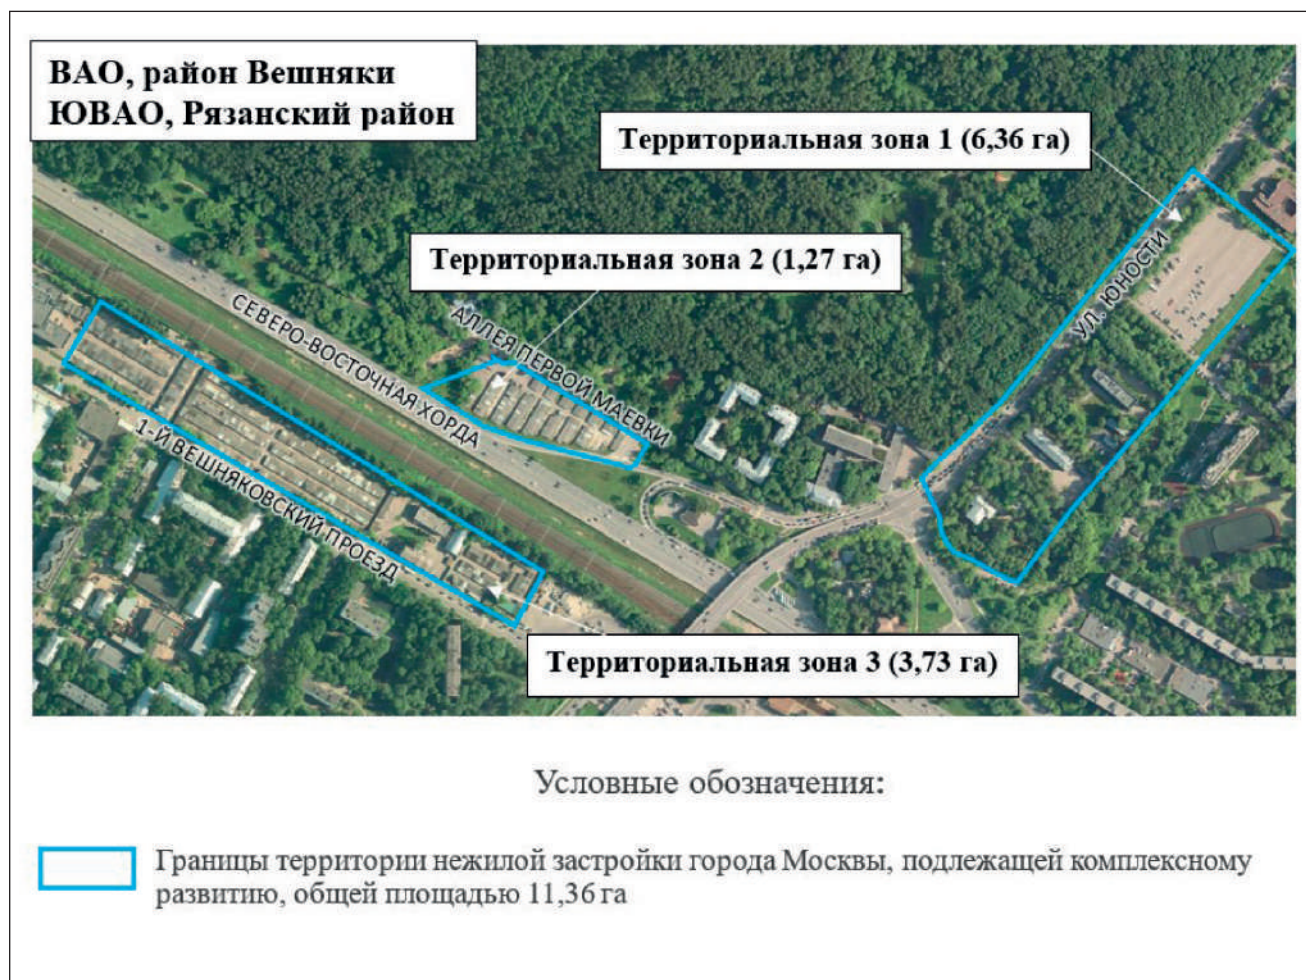 ВАО, район Вешняки
ЮВАО, Рязанский район
Территориальная зона 1 (6,36 га)
Территориальная зона 2 (1,27 га)
УЛ. ЮНОСТИ
СЕВЕРО-ВОСТОЧНАЯ ХОРДА
АЛЛЕЯ ПЕРВОЙ МАЕВКИ
1-Й ВЕШНЯКОВСКИЙ ПРОЕЗД
Территориальная зона 3 (3,73 га)
Условные обозначения:
Границы территории нежилой застройки города Москвы, подлежащей комплексному
развитию, общей площадью 11,36 га